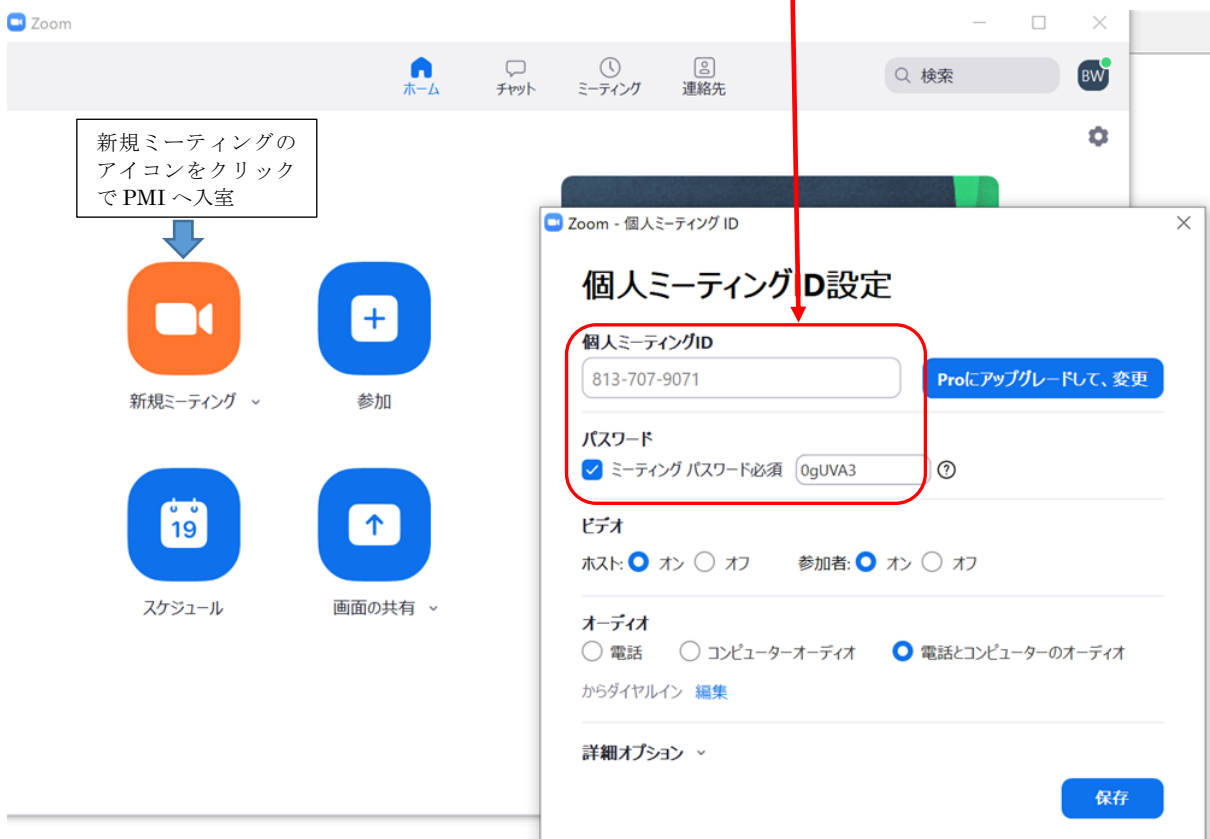 Zoom
ホーム
チャット
ミーティング
連絡先
検索
BW
新規ミーティングの
アイコンをクリック
で PMI へ入室
新規ミーティング
参加
19
スケジュール
画面の共有
Zoom - 個人ミーティング ID
個人ミーティングID設定
個人ミーティングID
813-707-9071
Proにアップグレードして、変更
パスワード
ミーティング パスワード必須 0gUVA3
ビデオ
ホスト: オン オフ 参加者: オン オフ
オーディオ
電話 コンピューターオーディオ 電話とコンピューターのオーディオ
からダイヤルイン 編集
詳細オプション
保存